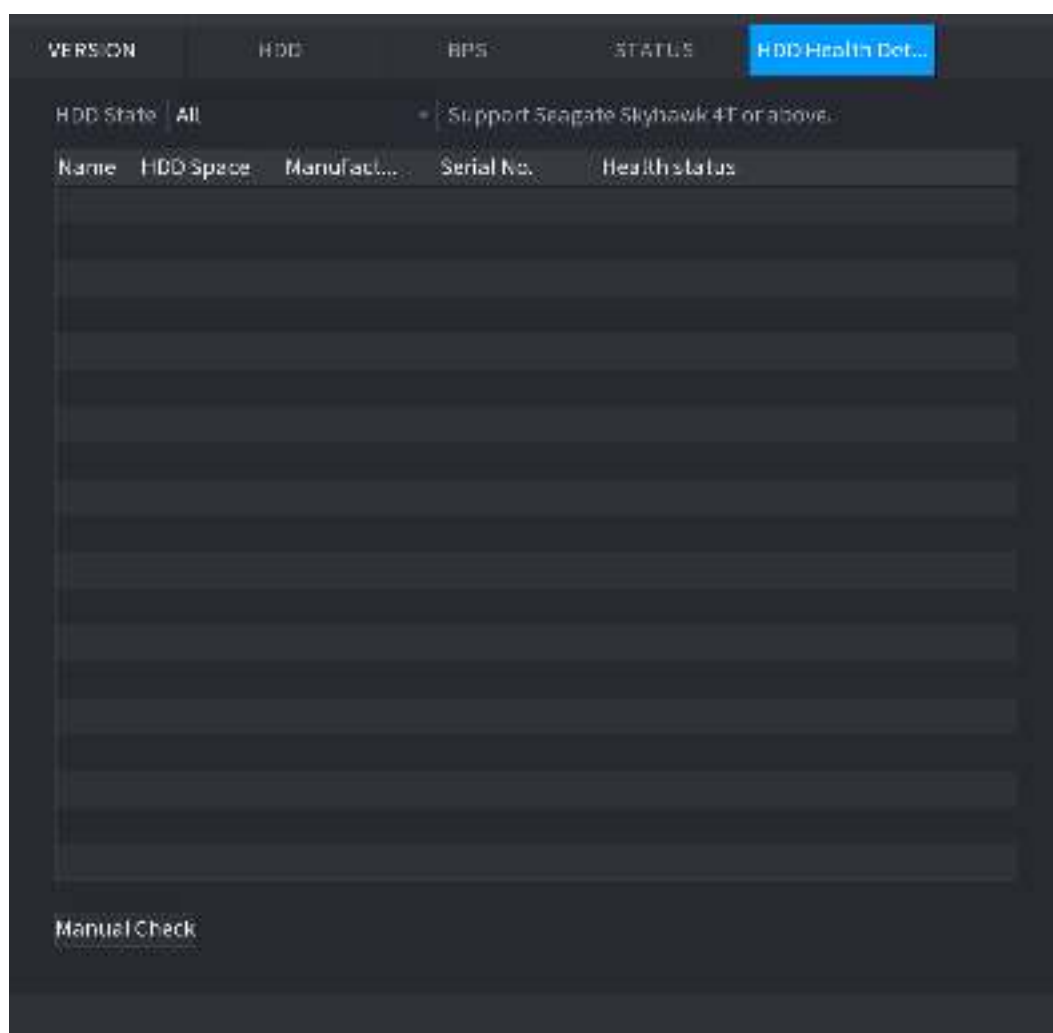 VERSION HDD BPS STATUS HDD Health Det...
HDD State All Support Seagate Skyhawk 4T or above.
Name HDD Space Manufact... Serial No. Health status
Manual Check